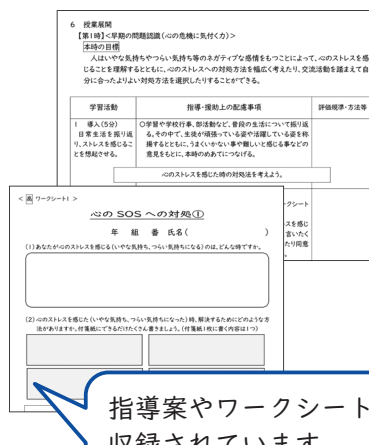 6 授業展開
【第1時】<早期の問題認識(心の危機に気付く力)>
本時の目標
人はいやな気持ちやつらい気持ち等のネガティブな感情をもつことによって、心のストレスを感
じることを理解するとともに、心のストレスへの対処方法を幅広く考えたり、交流活動を踏まえて自
分に合ったよりよい対処方法を選択したりすることができる。
学習活動 指導・援助上の配慮事項 評価規準・方法等
1 導入(5分) ○学習や学校行事、部活動など、普段の生活について振り返
日常生活を振り返 る。その中で、生徒が頑張っている姿や活躍している姿を称
り、ストレスを感じるこ 揚するとともに、うまくいかない事や難しいと感じる事などの
とを想起させる。 意見をもとに、本時のめあてにつなげる。
心のストレスを感じた時の対処法を考えよう。
<高 ワークシート1>
心のSOSへの対処①
年 組 番 氏名( )
(1)あなたが心のストレスを感じる(いやな気持ち、つらい気持ちになる)のは、どんな時ですか。
(2)心のストレスを感じた(いやな気持ち、つらい気持ちになった)時、解決するためにどのような方
法がありますか。付箋紙にできるだけたくさん書きましょう。(付箋紙1枚に書く内容は1つ)
クシート
スを感じ
言いたく
たり同意
指導案やワークシート
収録されています